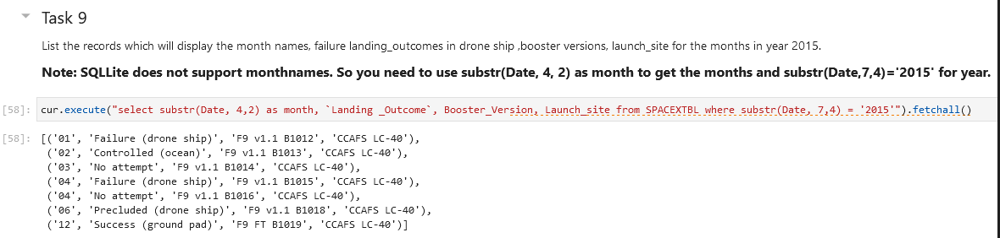 Task 9
List the records which will display the month names, failure landing_outcomes in drone ship ,booster versions, launch_site for the months in year 2015.
Note: SQLLite does not support monthnames. So you need to use substr(Date, 4, 2) as month to get the months and substr(Date,7,4)='2015' for year.
[58]: cur.execute("select substr(Date, 4,2) as month, `Landing _Outcome`, Booster_Version, Launch_site from SPACEXTBL where substr(Date, 7,4) = '2015'").fetchall()
[58]: [('01', 'Failure (drone ship)', 'F9 v1.1 B1012', 'CCAFS LC-40'),
('02', 'Controlled (ocean)', 'F9 v1.1 B1013', 'CCAFS LC-40'),
('03', 'No attempt', 'F9 v1.1 B1014', 'CCAFS LC-40'),
('04', 'Failure (drone ship)', 'F9 v1.1 B1015', 'CCAFS LC-40'),
('04', 'No attempt', 'F9 v1.1 B1016', 'CCAFS LC-40'),
('06', 'Precluded (drone ship)', 'F9 v1.1 B1018', 'CCAFS LC-40'),
('12', 'Success (ground pad)', 'F9 FT B1019', 'CCAFS LC-40')]